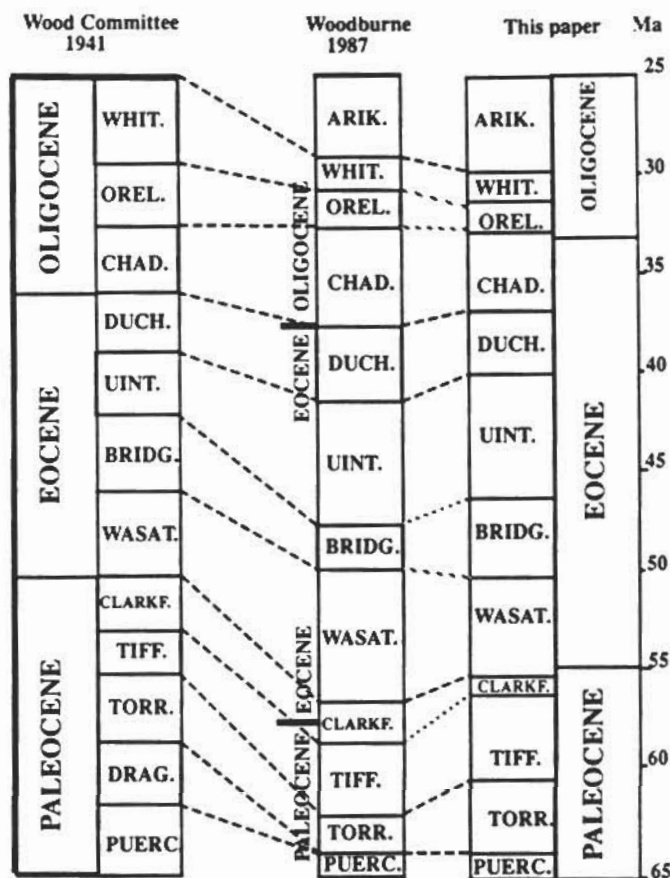 Wood Committee
1941
Woodburne
1987
This paper
Ma
OLIGOCENE
WHIT.
OREL.
CHAD.
EOCENE
DUCH.
UINT.
BRIDG.
WASAT.
PALEOCENE
CLARKF.
TIFF.
TORR.
DRAG.
PUERC.
EOCENE OLIGOCENE
PALEOCENE EOCENE
ARIK.
WHIT.
OREL.
CHAD.
DUCH.
UINT.
BRIDG.
WASAT.
CLARKF.
TIFF.
TORR.
PUERC.
ARIK.
WHIT.
OREL.
CHAD.
DUCH.
UINT.
BRIDG.
WASAT.
CLARKF.
TIFF.
TORR.
PUERC.
OLIGOCENE
EOCENE
PALEOCENE
25
30
35
40
45
50
55
60
65